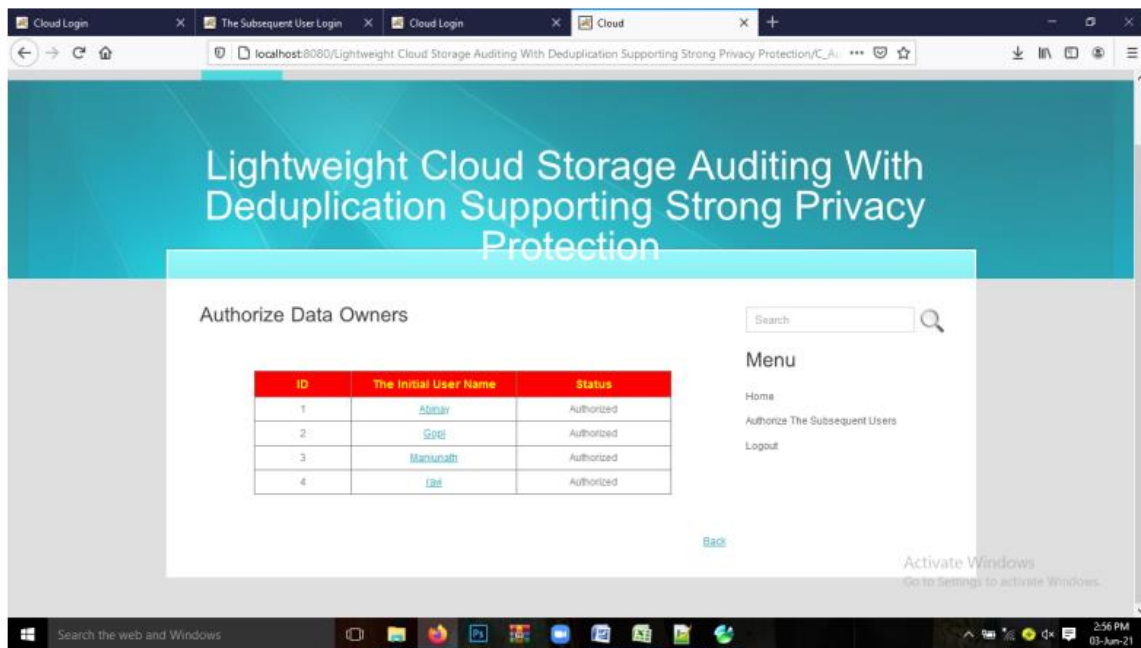 Cloud Login
The Subsequent User Login
Cloud Login
Cloud
localhost:8080/Lightweight Cloud Storage Auditing With Deduplication Supporting Strong Privacy Protection/C_A
Lightweight Cloud Storage Auditing With
Deduplication Supporting Strong Privacy
Protection
Authorize Data Owners
Search
Menu
Home
Authorize The Subsequent Users
Logout
ID The Initial User Name Status
1 Abinay Authorized
2 Gopi Authorized
3 Manjunath Authorized
4 ravi Authorized
Back
Activate Windows
Go to Settings to activate Windows.
Search the web and Windows
Ps
2:56 PM
03-Jun-21